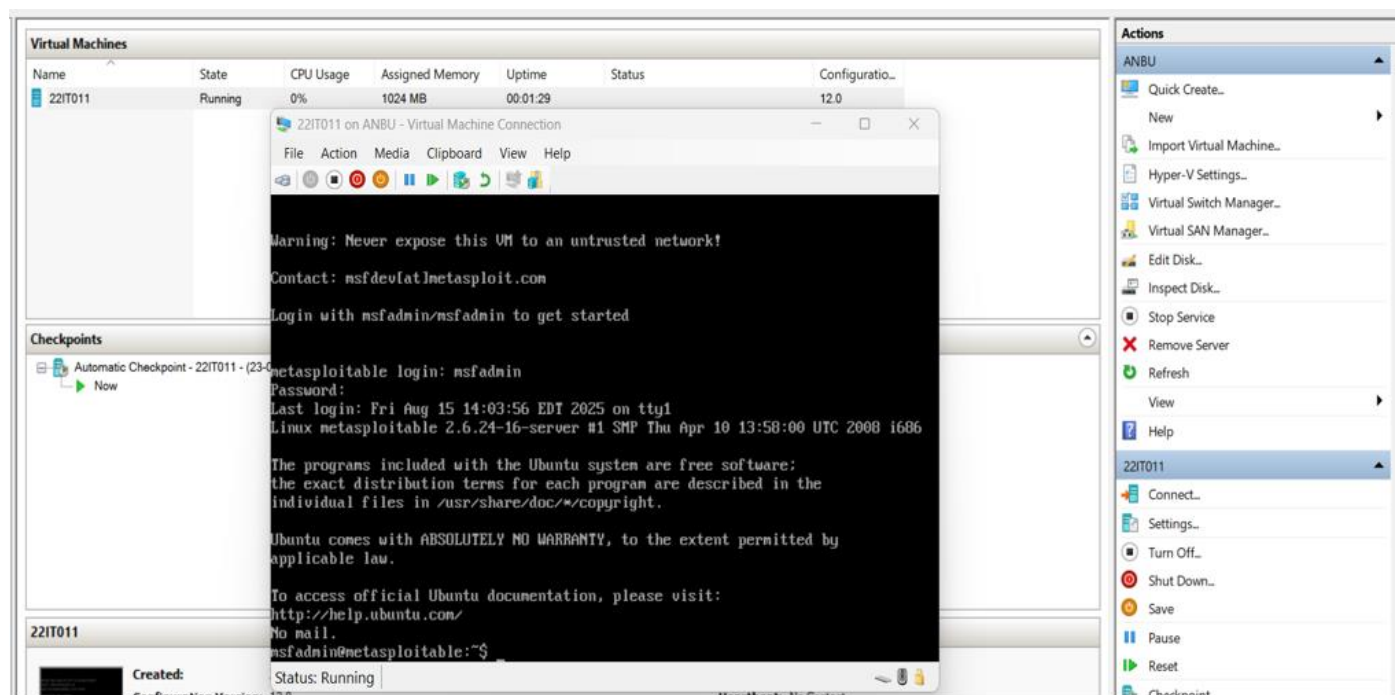 Virtual Machines
Name State CPU Usage Assigned Memory Uptime Status Configuratio...
22IT011 Running 0% 1024 MB 00:01:29 12.0
22IT011 on ANBU - Virtual Machine Connection
File Action Media Clipboard View Help
Warning: Never expose this VM to an untrusted network!
Contact: msfdev[at]metasploit.com
Login with msfadmin/msfadmin to get started
metasploitable login: msfadmin
Password:
Last login: Fri Aug 15 14:03:56 EDT 2025 on tty1
Linux metasploitable 2.6.24-16-server #1 SMP Thu Apr 10 13:58:00 UTC 2008 i686
The programs included with the Ubuntu system are free software;
the exact distribution terms for each program are described in the
individual files in /usr/share/doc/*/copyright.
Ubuntu comes with ABSOLUTELY NO WARRANTY, to the extent permitted by
applicable law.
To access official Ubuntu documentation, please visit:
http://help.ubuntu.com/
No mail.
msfadmin@metasploitable:~$ _
Status: Running
Checkpoints
Automatic Checkpoint - 22IT011 - (23-
Now
22IT011
Created:
Actions
ANBU
Quick Create...
New
Import Virtual Machine...
Hyper-V Settings...
Virtual Switch Manager...
Virtual SAN Manager...
Edit Disk...
Inspect Disk...
Stop Service
Remove Server
Refresh
View
Help
22IT011
Connect...
Settings...
Turn Off...
Shut Down...
Save
Pause
Reset
Checkpoint